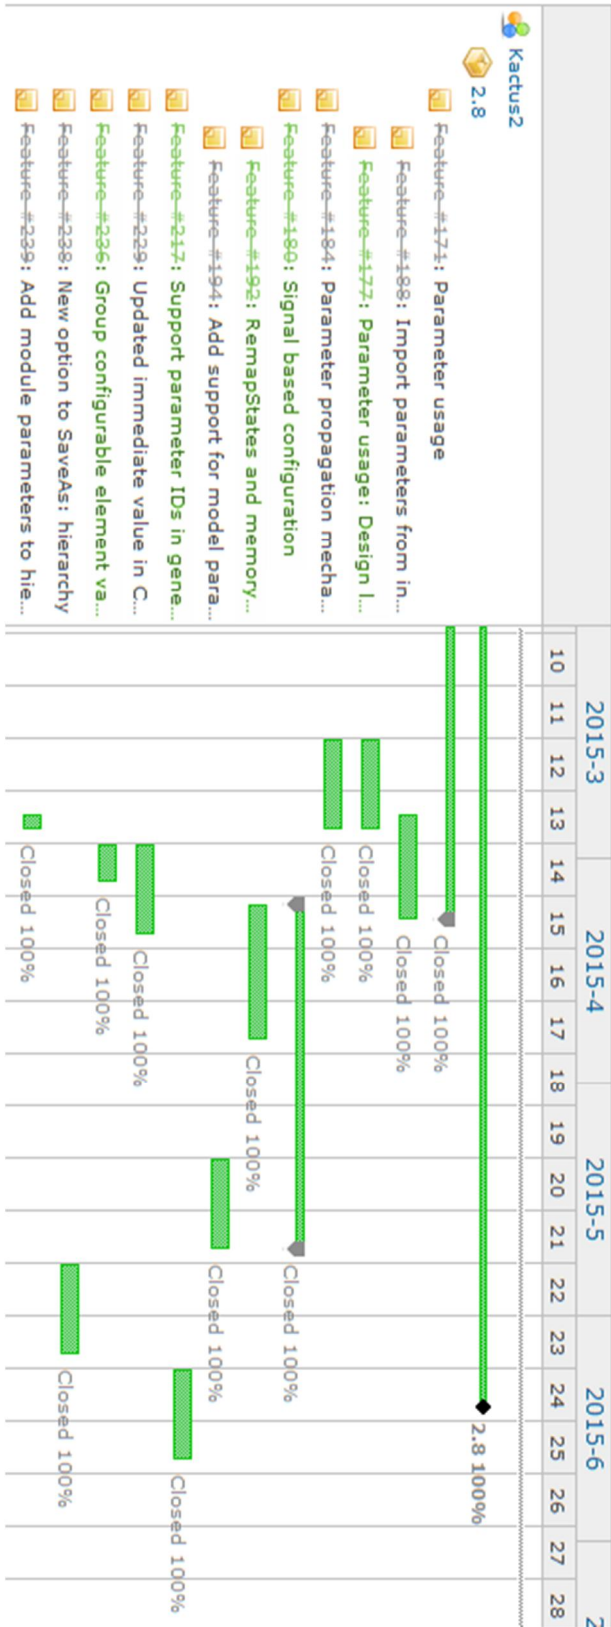 2015-3 2015-4 2015-5 2015-6 2
10 11 12 13 14 15 16 17 18 19 20 21 22 23 24 25 26 27 28
Kactus2
2.8 2.8 100%
Feature #171: Parameter usage Closed 100%
Feature #188: Import parameters from in... Closed 100%
Feature #177: Parameter usage: Design I... Closed 100%
Feature #184: Parameter propagation mecha... Closed 100%
Feature #180: Signal based configuration Closed 100%
Feature #192: RemapStates and memory... Closed 100%
Feature #194: Add support for model para... Closed 100%
Feature #217: Support parameter IDs in gene... Closed 100%
Feature #229: Updated immediate value in C... Closed 100%
Feature #236: Group configurable element va... Closed 100%
Feature #238: New option to SaveAs: hierarchy Closed 100%
Feature #239: Add module parameters to hie... Closed 100%